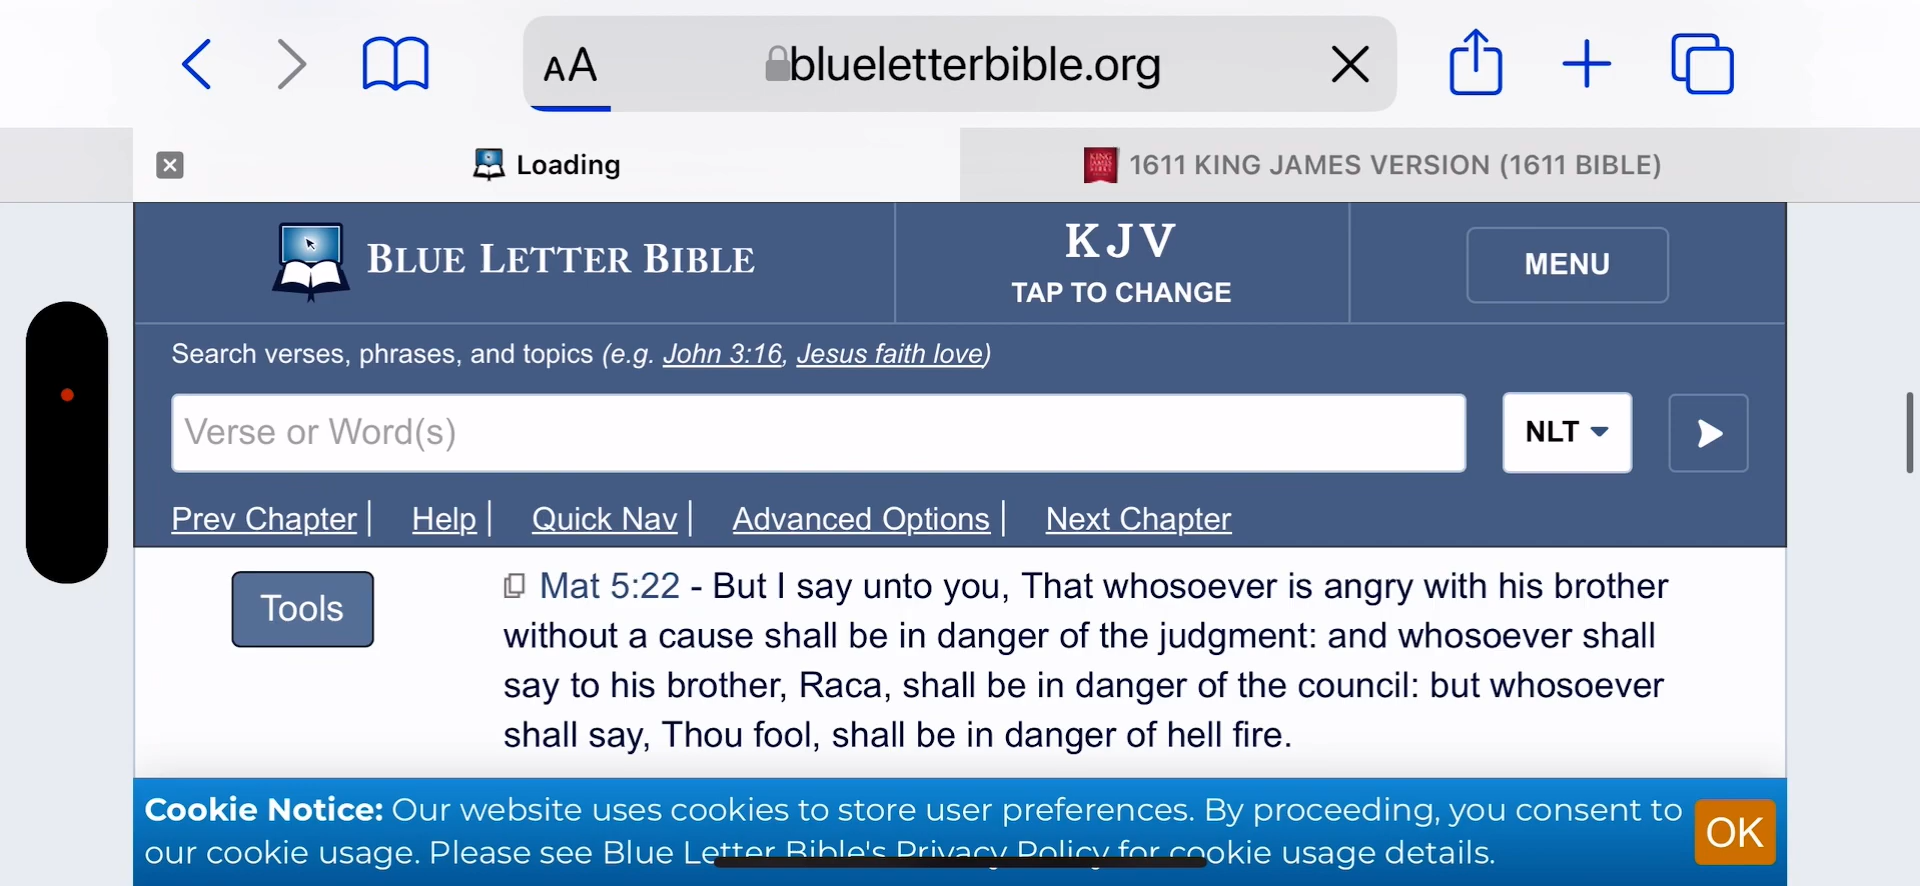 AA blueletterbible.org
Loading
1611 KING JAMES VERSION (1611 BIBLE)
BLUE LETTER BIBLE
KJV
TAP TO CHANGE
MENU
Search verses, phrases, and topics (e.g. John 3:16, Jesus faith love)
Verse or Word(s)
NLT
Prev Chapter | Help | Quick Nav | Advanced Options | Next Chapter
Tools
Mat 5:22 - But I say unto you, That whosoever is angry with his brother
without a cause shall be in danger of the judgment: and whosoever shall
say to his brother, Raca, shall be in danger of the council: but whosoever
shall say, Thou fool, shall be in danger of hell fire.
Cookie Notice: Our website uses cookies to store user preferences. By proceeding, you consent to
our cookie usage. Please see Blue Letter Bible's Privacy Policy for cookie usage details.
OK